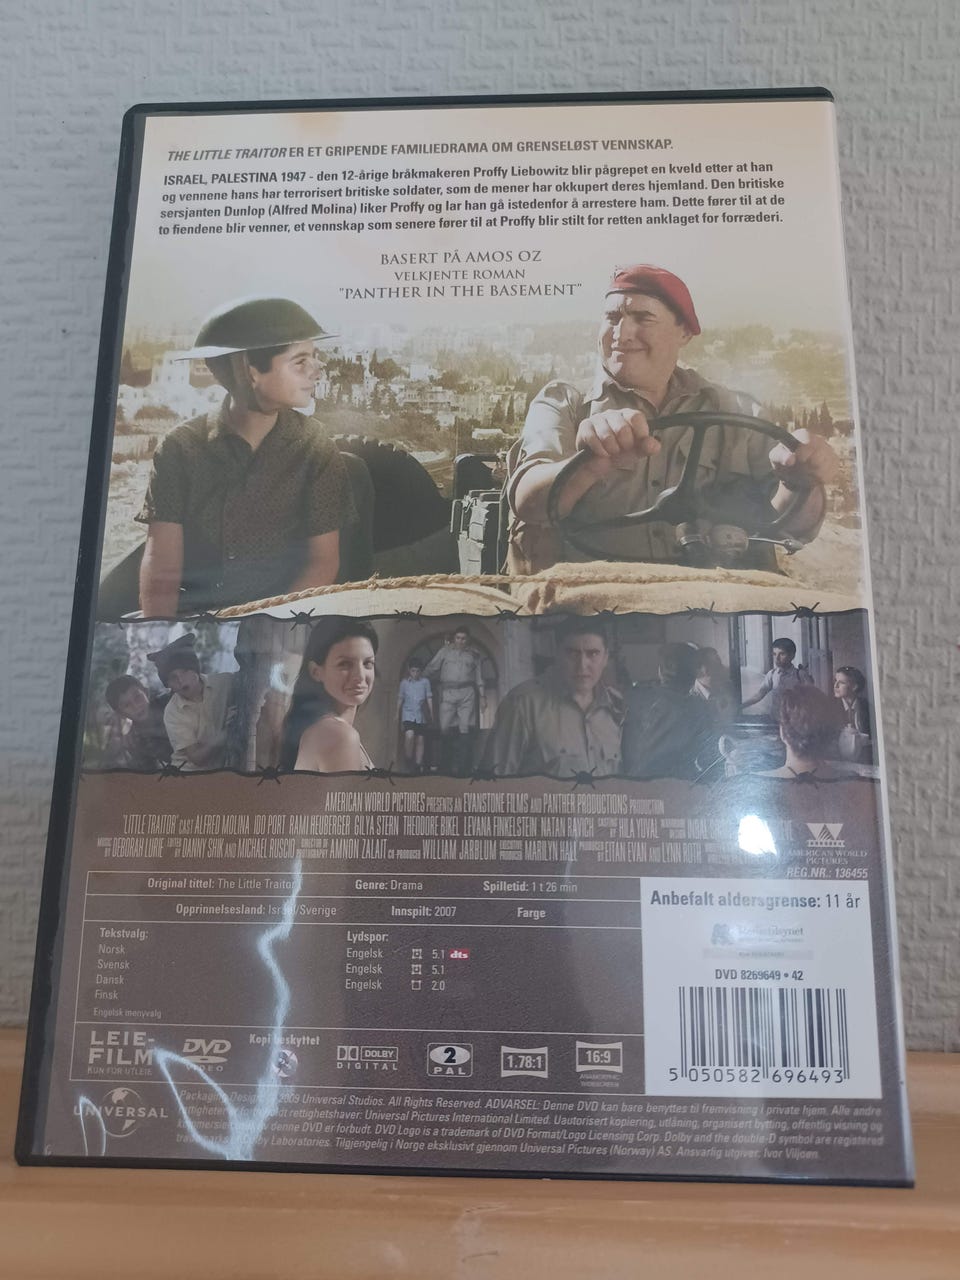 THE LITTLE TRAITOR ER ET GRIPENDE FAMILIEDRAMA OM GRENSELØST VENNSKAP.
ISRAEL, PALESTINA 1947 - den 12-årige bråkmakeren Proffy Liebowitz blir pågrepet en kveld etter at han
og vennene hans har terrorisert britiske soldater, som de mener har okkupert deres hjemland. Den britiske
sersjanten Dunlop (Alfred Molina) liker Proffy og lar han gå istedenfor å arrestere ham. Dette fører til at de
to fiendene blir venner, et vennskap som senere fører til at Proffy blir stilt for retten anklaget for forræderi.
BASERT PÅ AMOS OZ
VELKJENTE ROMAN
"PANTHER IN THE BASEMENT"
AMERICAN WORLD PICTURES PRESENTS AN EVANSTONE FILMS AND PANTHER PRODUCTIONS PRODUCTION
"LITTLE TRAITOR" CAST ALFRED MOLINA IDO PORT RAMI HEUBERGER GILYA STERN THEODORE BIKEL LEVANA FINKELSTEIN NATAN RAVICH CASTING BY HILA YUVAL
MUSIC BY DEBORAH LURIE EDITED BY DANNY SHIK AND MICHAEL RUSCIO DIRECTOR OF PHOTOGRAPHY AMNON ZALAIT CO-PRODUCER WILLIAM JABBLUM EXECUTIVE PRODUCER MARILYN HALL PRODUCED BY EITAN EVAN AND LYNN ROTH
AMERICAN WORLD
PICTURES
REG.NR.: 136455
Original tittel: The Little Traitor Genre: Drama Spilletid: 1 t 26 min
Opprinnelsesland: Israel/Sverige Innspilt: 2007 Farge
Tekstvalg:
Norsk
Svensk
Dansk
Finsk
Engelsk menyvalg
Lydspor:
Engelsk 5.1 dts
Engelsk 5.1
Engelsk 2.0
Anbefalt aldersgrense: 11 år
Medietilsynet
DVD 8269649 • 42
5 050582 696493
LEIE-
FILM
KUN FOR UTLEIE
DVD
VIDEO
Kopibeskyttet
DOLBY
DIGITAL
2
PAL
1.78:1
16:9
ANAMORPHIC
WIDESCREEN
UNIVERSAL
Packaging Design © 2009 Universal Studios. All Rights Reserved. ADVARSEL: Denne DVD kan bare benyttes til fremvisning i private hjem. Alle andre
rettigheter er forbeholdt rettighetshaver: Universal Pictures International Limited. Uautorisert kopiering, utlåning, organisert bytting, offentlig visning og
av denne DVD er forbudt. DVD Logo is a trademark of DVD Format/Logo Licensing Corp. Dolby and the double-D symbol are registered
trademarks of Dolby Laboratories. Tilgjengelig i Norge eksklusivt gjennom Universal Pictures (Norway) AS. Ansvarlig utgiver: Ivor Viljoen.